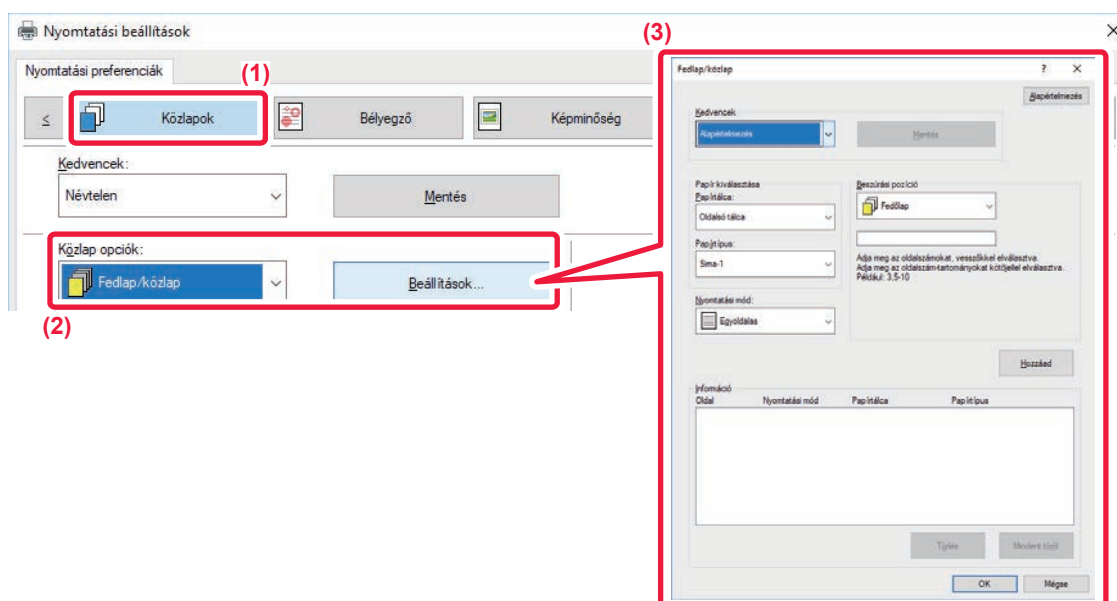 Nyomtatási beállítások
Nyomtatási preferenciák
(1)
≤ Közlapok Bélyegző Képminőség
Kedvencek:
Névtelen Mentés
Közlap opciók:
Fedlap/közlap Beállítások...
(2)
(3)
Fedlap/közlap ? X
Alapértelmezés
Kedvencek
Alapértelmezés Mentés
Papír kiválasztása
Papírtálca:
Oldalsó tálca
Papírtípus:
Sima-1
Beszúrási pozíció
Fedőlap
Adja meg az oldalszámokat, vesszőkkel elválasztva.
Adja meg az oldalszám-tartományokat kötőjellel elválasztva.
Például: 3,5-10
Nyomtatási mód:
Egyoldalas
Hozzáad
Információ
Oldal Nyomtatási mód Papírtálca Papírtípus
Törlés Mindent töröl
OK Mégse